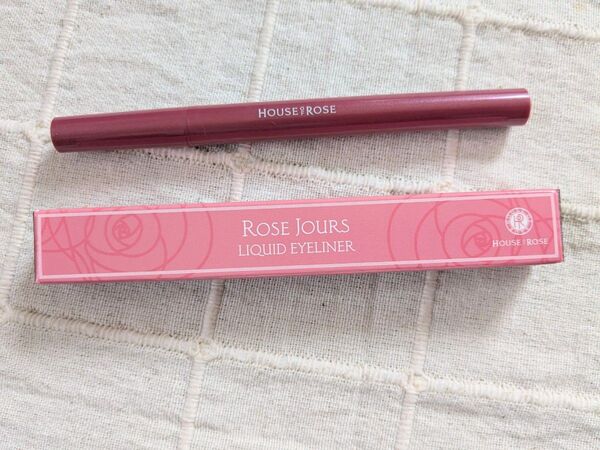 HOUSE OF ROSE
ROSE JOURS
LIQUID EYELINER
HOUSE OF ROSE